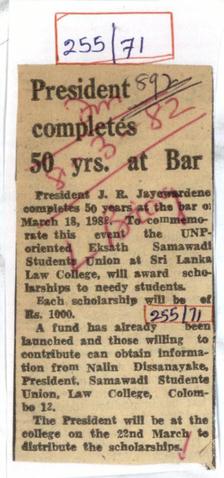 255/71
President
892
completes
50 yrs. at Bar
82
President J. R. Jayewardene
completes 50 years at the bar on
March 18, 1982. To commemo-
rate this event the UNP-
oriented Eksath Samawadi
Students Union at Sri Lanka
Law College, will award scho-
larships to needy students.
Each scholarship will be of
Rs. 1000.
255/71
A fund has already been
launched and those willing to
contribute can obtain informa-
tion from Nalin Dissanayake,
President, Samawadi Students
Union, Law College, Colom-
bo 12.
The President will be at the
college on the 22nd March to
distribute the scholarships.